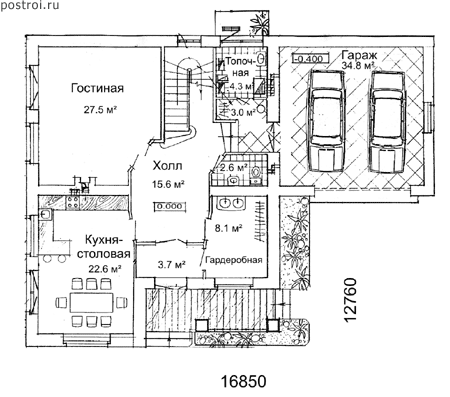 postroi.ru
Гостиная
27.5 м²
Топоч-
ная
4.3 м²
3.0 м²
-0.400
Гараж
34.8 м²
Холл
15.6 м²
2.6 м²
0.000
Кухня-
столовая
22.6 м²
3.7 м²
8.1 м²
Гардеробная
12760
16850